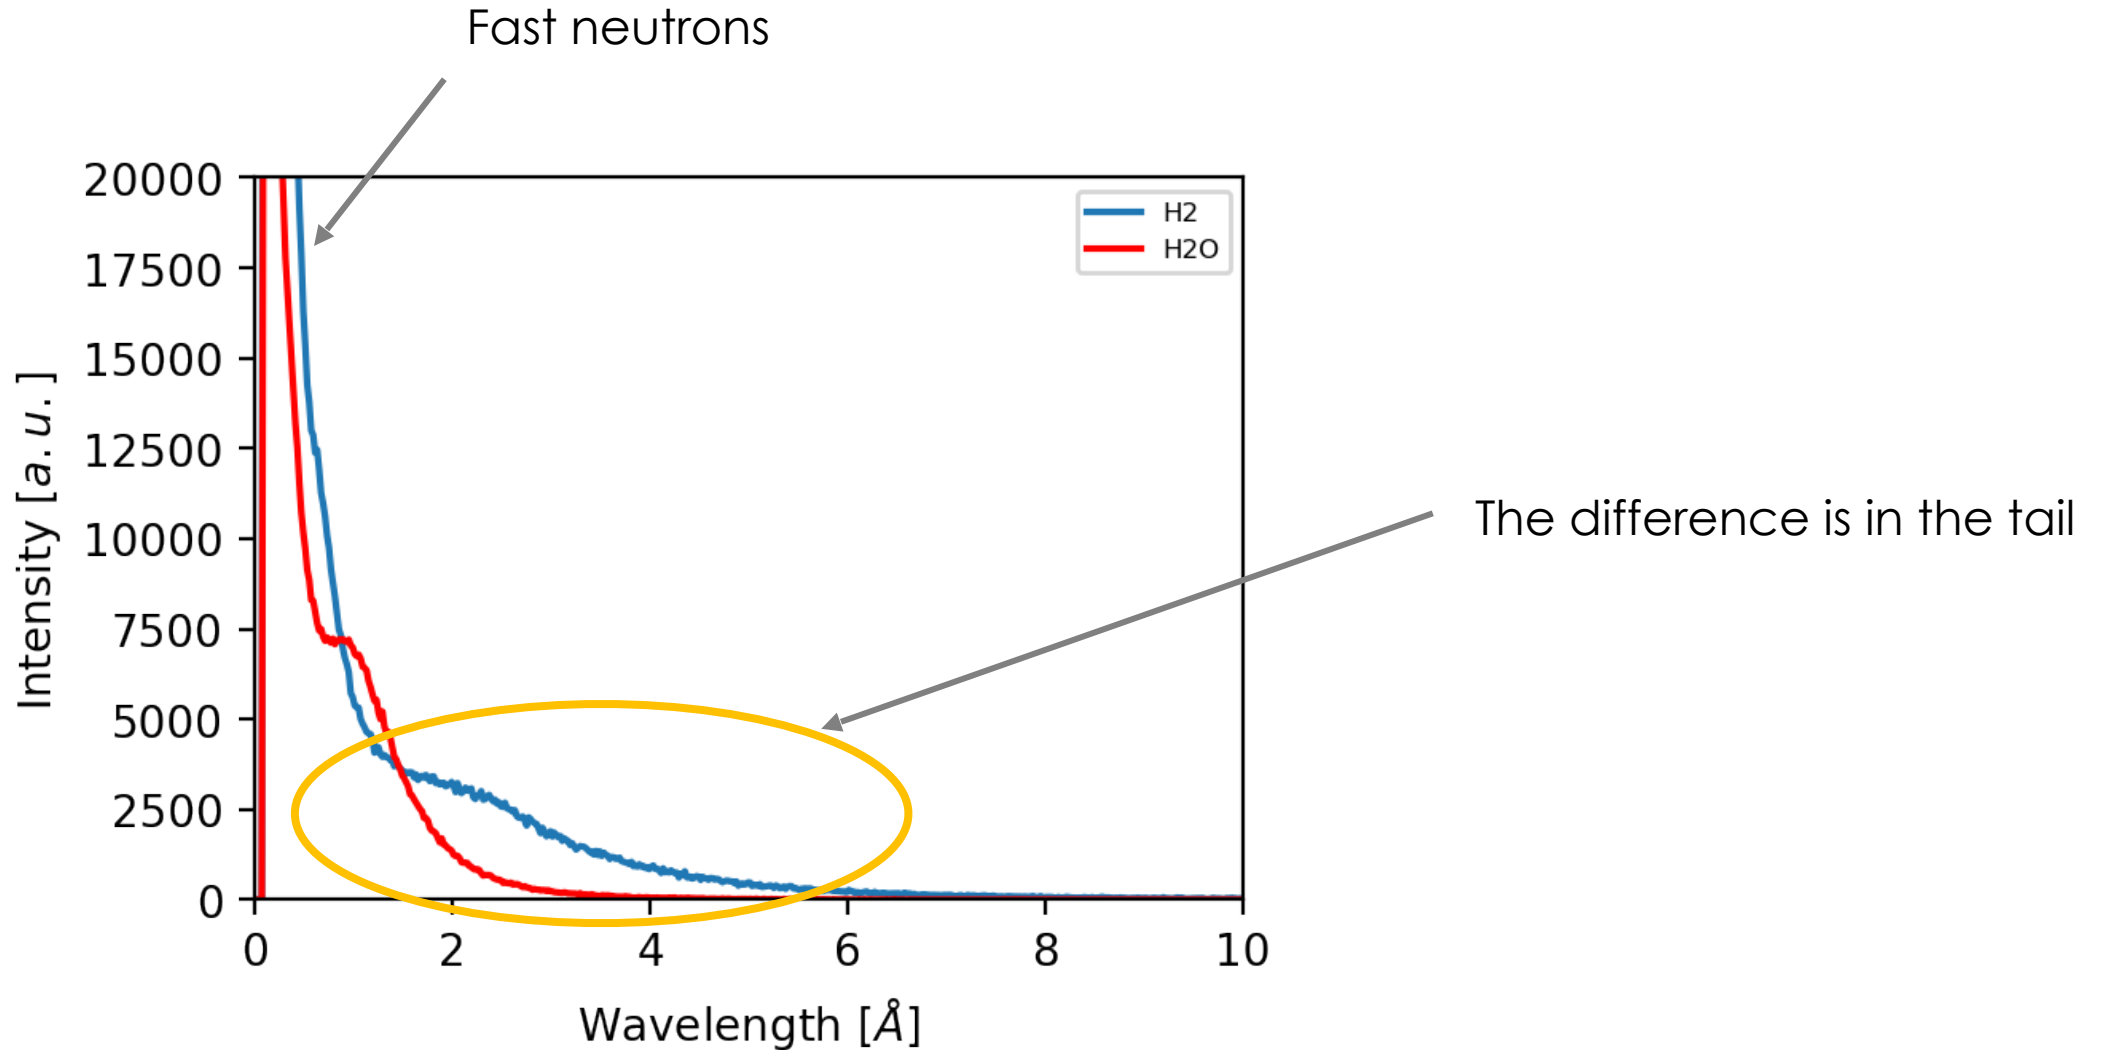 Fast neutrons
20000
17500
15000
12500
10000
7500
5000
2500
0
Intensity [a.u.]
H2
H2O
The difference is in the tail
0 2 4 6 8 10
Wavelength [Å]